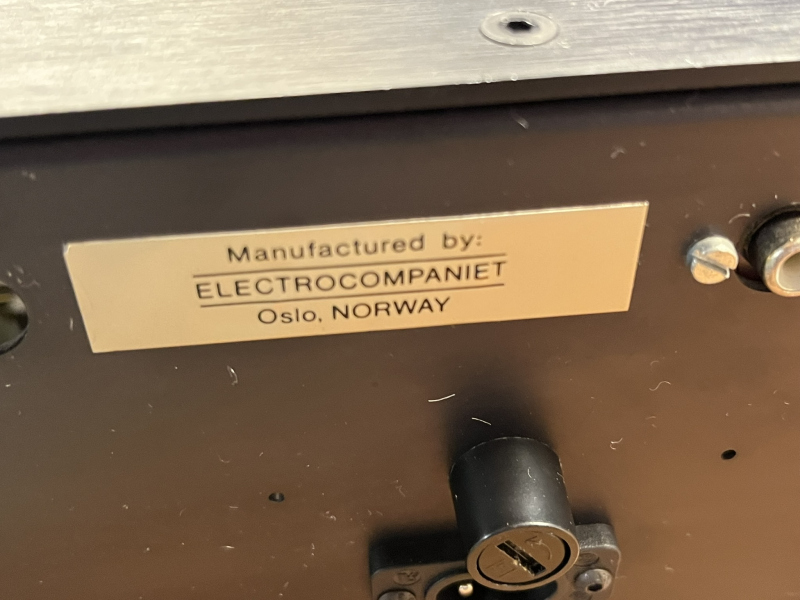 Manufactured by:
ELECTROCOMPANIET
Oslo, NORWAY